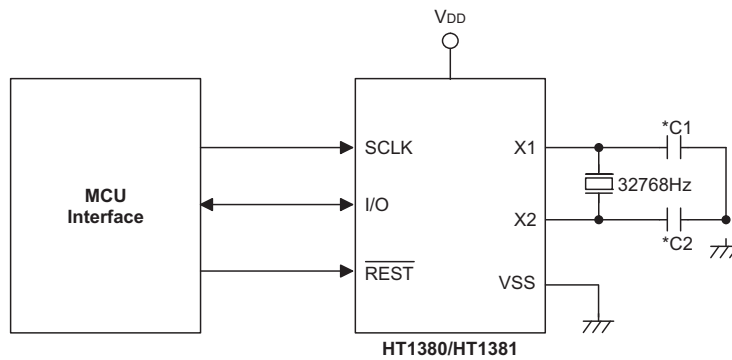 VDD
MCU
Interface
SCLK
I/O
REST
X1
X2
VSS
*C1
32768Hz
*C2
HT1380/HT1381